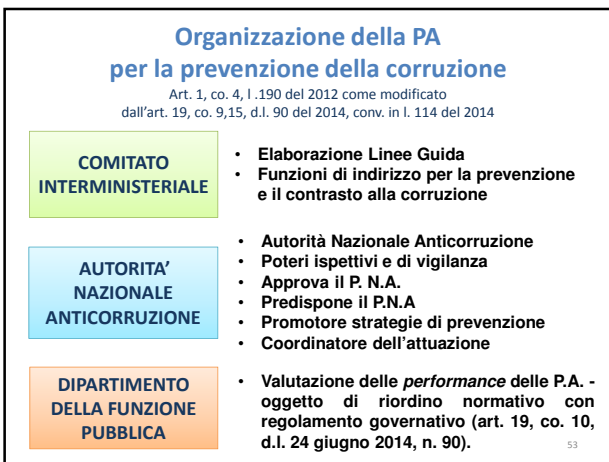 Organizzazione della PA
per la prevenzione della corruzione
Art. 1, co. 4, l .190 del 2012 come modificato
dall'art. 19, co. 9,15, d.l. 90 del 2014, conv. in l. 114 del 2014
COMITATO
INTERMINISTERIALE
• Elaborazione Linee Guida
• Funzioni di indirizzo per la prevenzione
e il contrasto alla corruzione
AUTORITA’
NAZIONALE
ANTICORRUZIONE
• Autorità Nazionale Anticorruzione
• Poteri ispettivi e di vigilanza
• Approva il P. N.A.
• Predispone il P.N.A
• Promotore strategie di prevenzione
• Coordinatore dell’attuazione
DIPARTIMENTO
DELLA FUNZIONE
PUBBLICA
• Valutazione delle performance delle P.A. -
oggetto di riordino normativo con
regolamento governativo (art. 19, co. 10,
d.l. 24 giugno 2014, n. 90).
53